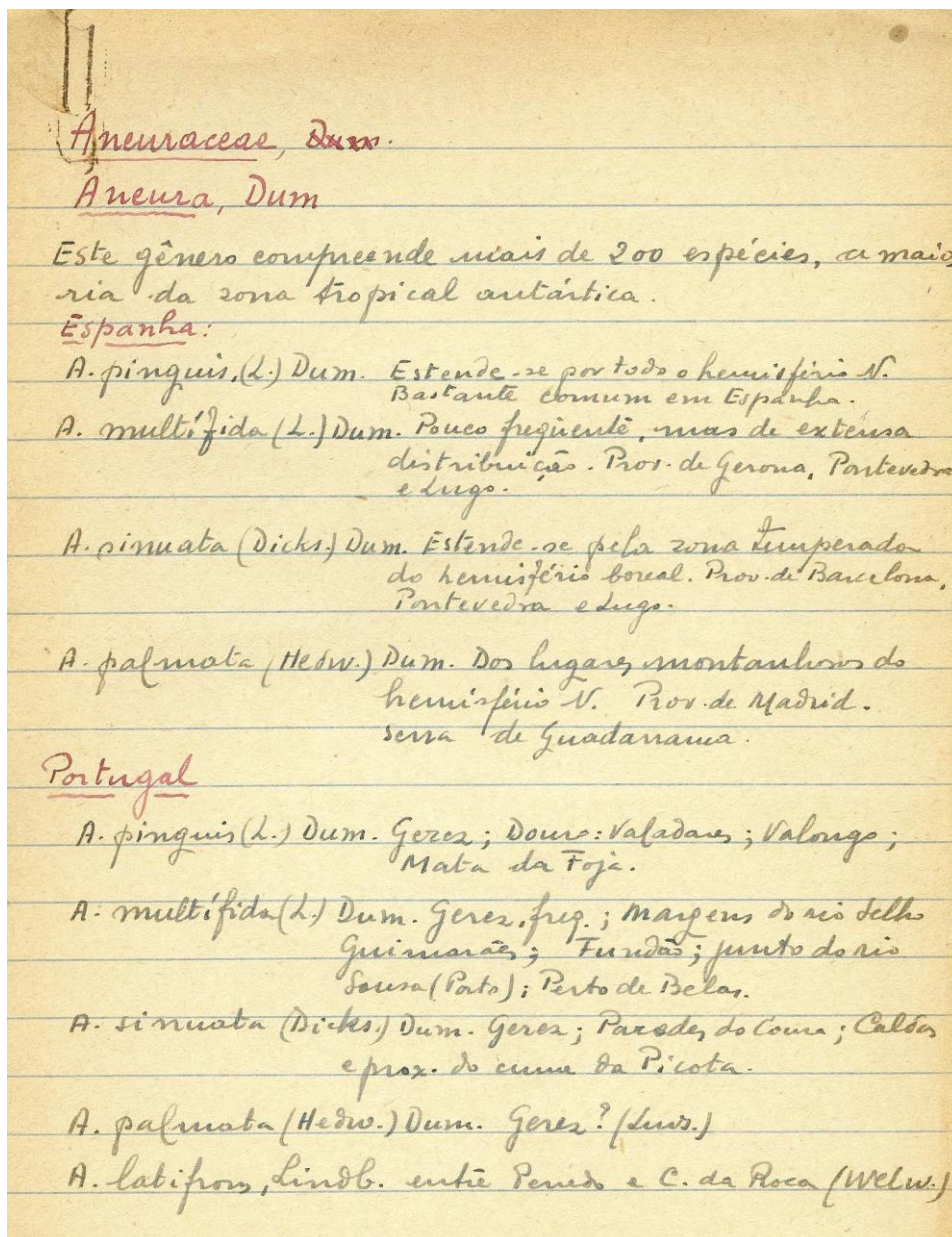 Aneuraceae, Dum.
Aneura, Dum
Este gênero compreende mais de 200 espécies, a maio
ria da zona tropical antártica.
Espanha:
A. pinguis, (L.) Dum. Estende-se por todo o hemisfério N.
Bastante comum em Espanha.
A. multífida (L.) Dum. Pouco freqüente, mas de extensa
distribuição. Prov. de Gerona, Pontevedra
e Lugo.
A. sinuata (Dicks.) Dum. Estende-se pela zona temperada
do hemisfério boreal. Prov. de Barcelona,
Pontevedra e Lugo.
A. palmata (Hedw.) Dum. Dos lugares montanhosos do
hemisfério N. Prov. de Madrid.
serra de Guadarrama.
Portugal
A. pinguis (L.) Dum. Gerez; Douro: Valadares; Valongo;
Mata da Foja.
A. multífida (L.) Dum. Gerez, freq.; Margens do rio Selho
Guimarães; Fundão; junto do rio
Sousa (Porto); Perto de Belas.
A. sinuata (Dicks.) Dum. Gerez; Paredes do Coura; Caldas
e prox. do cume da Picota.
A. palmata (Hedw.) Dum. Gerez? (Luis.)
A. latifrons, Lindb. entre Penedo e C. da Roca (Welw.)